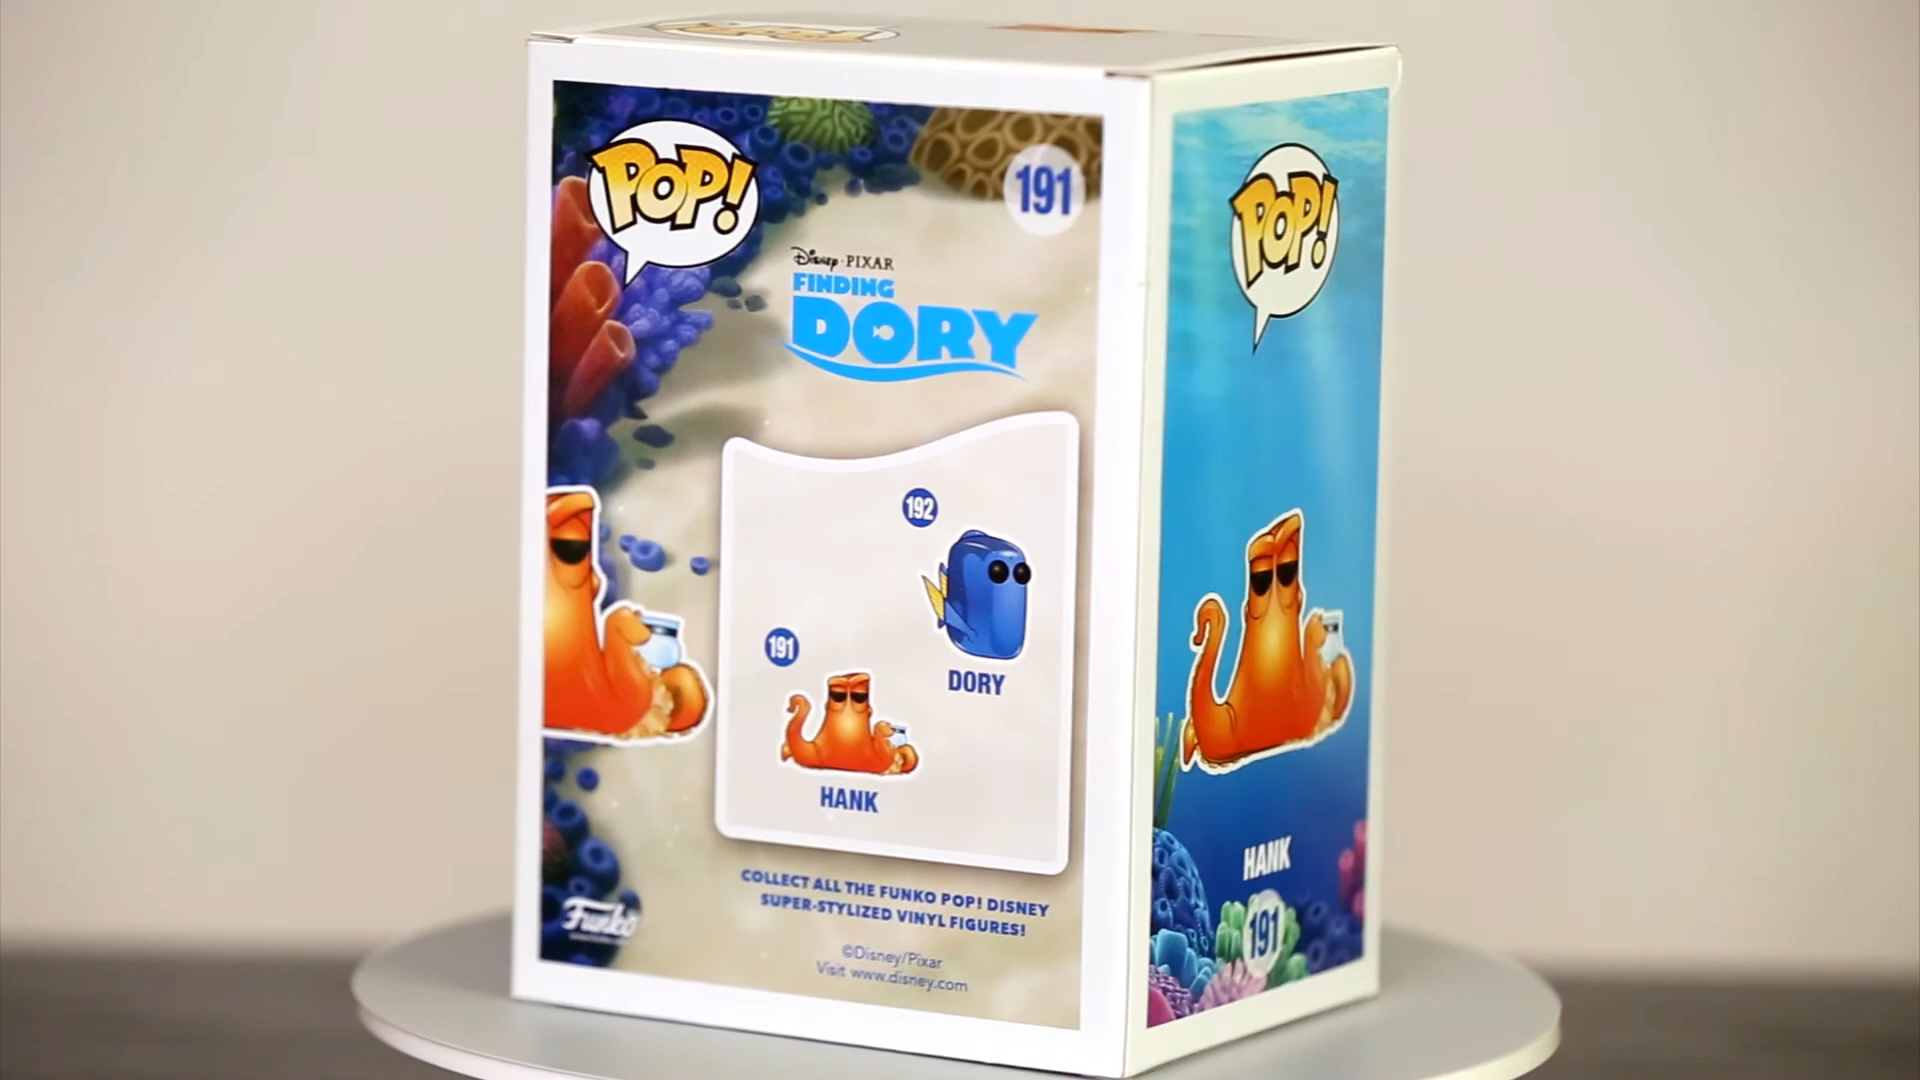 POP!
191
Disney · PIXAR
FINDING
DORY
192
DORY
191
HANK
COLLECT ALL THE FUNKO POP! DISNEY
SUPER-STYLIZED VINYL FIGURES!
©Disney/Pixar
Visit www.disney.com
Funko
POP!
HANK
191